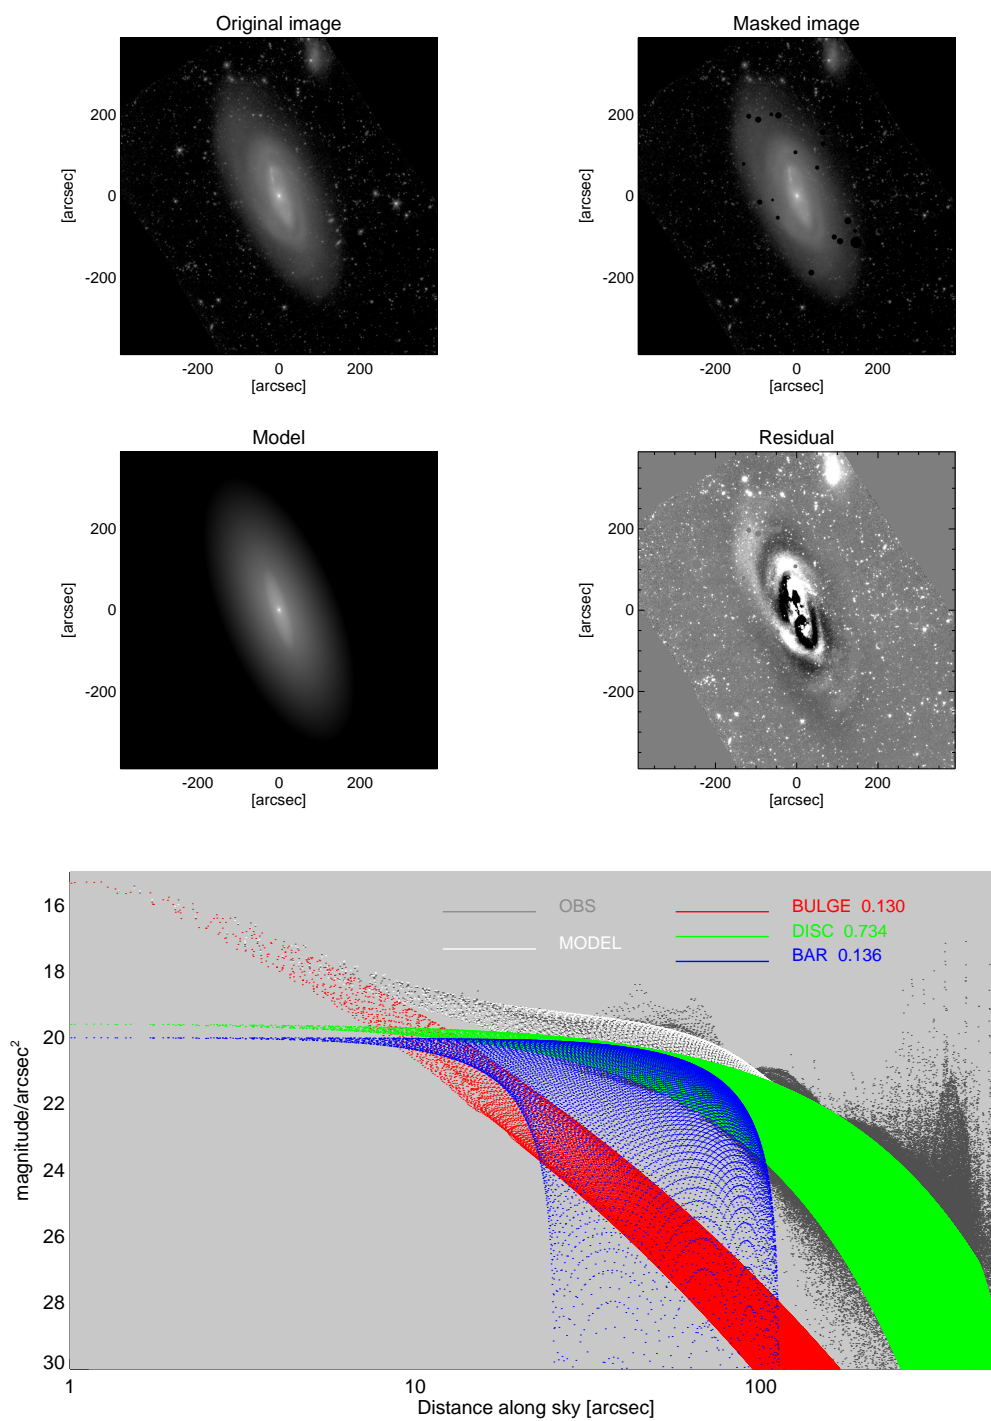 Original image
Masked image
200
0
-200
[arcsec]
-200 0 200
[arcsec]
200
0
-200
[arcsec]
-200 0 200
[arcsec]
Model
Residual
200
0
-200
[arcsec]
-200 0 200
[arcsec]
200
0
-200
[arcsec]
-200 0 200
[arcsec]
16
18
20
22
24
26
28
30
magnitude/arcsec²
OBS
MODEL
BULGE 0.130
DISC 0.734
BAR 0.136
1 10 100
Distance along sky [arcsec]